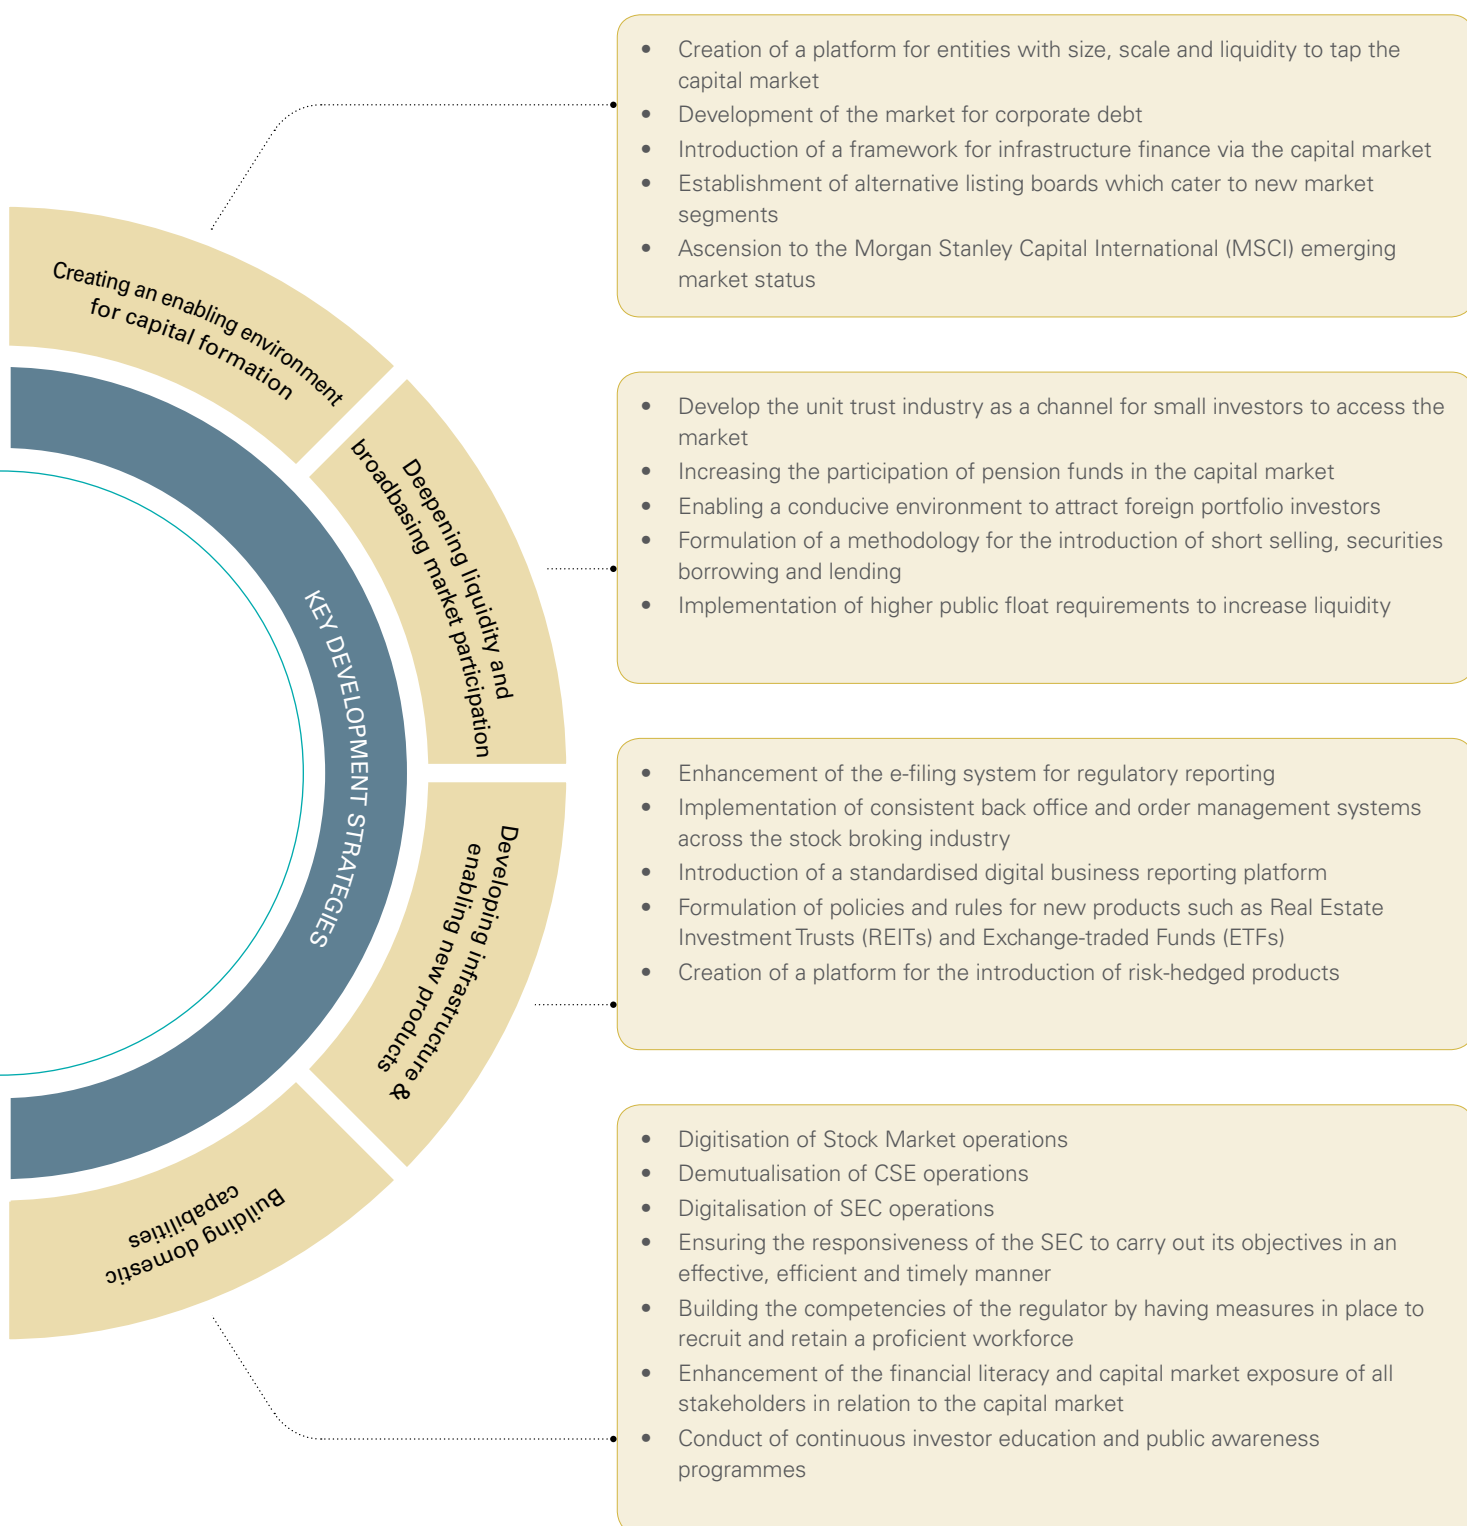 • Creation of a platform for entities with size, scale and liquidity to tap the
capital market
• Development of the market for corporate debt
• Introduction of a framework for infrastructure finance via the capital market
• Establishment of alternative listing boards which cater to new market
segments
• Ascension to the Morgan Stanley Capital International (MSCI) emerging
market status
Creating an enabling environment
for capital formation
• Develop the unit trust industry as a channel for small investors to access the
market
• Increasing the participation of pension funds in the capital market
• Enabling a conducive environment to attract foreign portfolio investors
• Formulation of a methodology for the introduction of short selling, securities
borrowing and lending
• Implementation of higher public float requirements to increase liquidity
Deepening liquidity and
broadbasing market participation
KEY DEVELOPMENT STRATEGIES
• Enhancement of the e-filing system for regulatory reporting
• Implementation of consistent back office and order management systems
across the stock broking industry
• Introduction of a standardised digital business reporting platform
• Formulation of policies and rules for new products such as Real Estate
Investment Trusts (REITs) and Exchange-traded Funds (ETFs)
• Creation of a platform for the introduction of risk-hedged products
Developing infrastructure &
enabling new products
• Digitisation of Stock Market operations
• Demutualisation of CSE operations
• Digitalisation of SEC operations
• Ensuring the responsiveness of the SEC to carry out its objectives in an
effective, efficient and timely manner
• Building the competencies of the regulator by having measures in place to
recruit and retain a proficient workforce
• Enhancement of the financial literacy and capital market exposure of all
stakeholders in relation to the capital market
• Conduct of continuous investor education and public awareness
programmes
Building domestic
capabilities